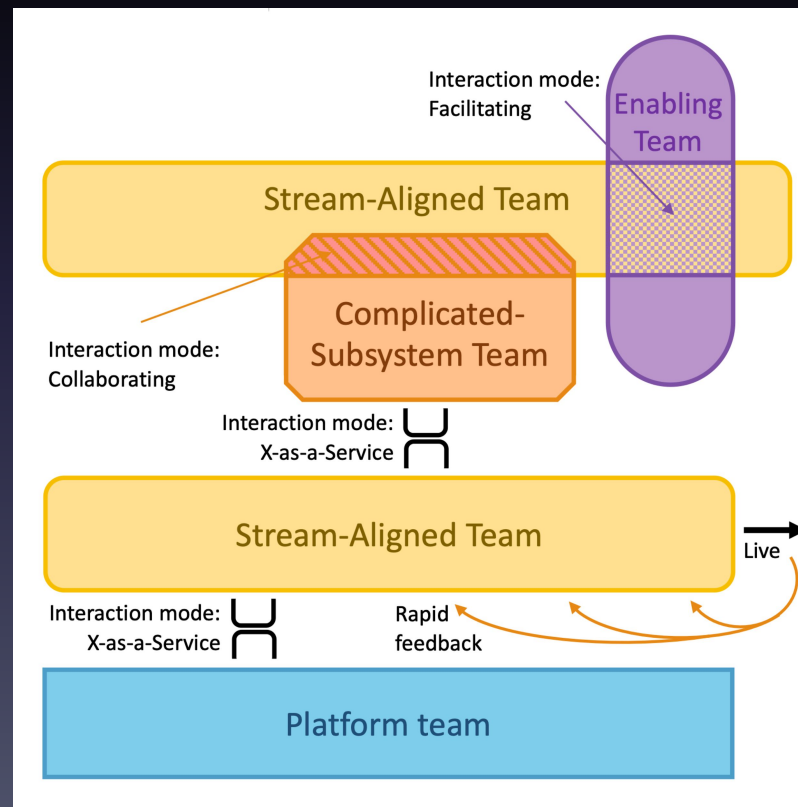 Interaction mode:
Facilitating
Enabling
Team
Stream-Aligned Team
Complicated-
Subsystem Team
Interaction mode:
Collaborating
Interaction mode:
X-as-a-Service
Stream-Aligned Team
Live
Interaction mode:
X-as-a-Service
Rapid
feedback
Platform team